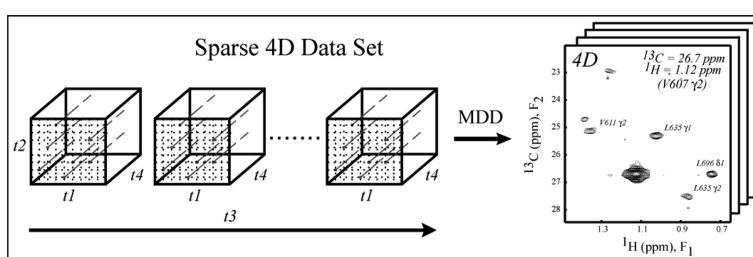 Sparse 4D Data Set
t2
t1
t4
t1
t4
t1
t4
t3
MDD
4D
¹³C = 26.7 ppm
¹H = 1.12 ppm
(V607 γ2)
V611 γ2
L635 γ1
L696 δ1
L635 γ2
¹³C (ppm), F₂
23
24
25
26
27
28
1.3
1.1
0.9
0.7
¹H (ppm), F₁